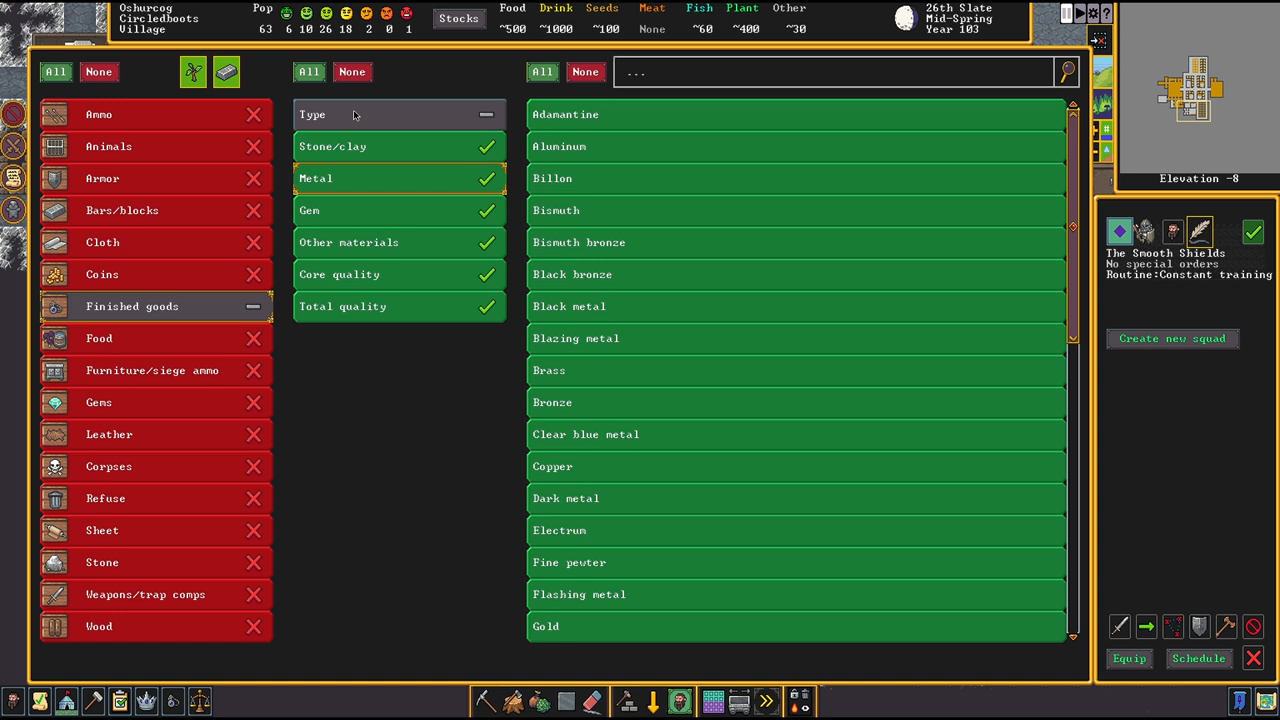 Oshurcog
Circledboots
Village
Pop
63 6 10 26 18 2 0 1
Stocks
Food Drink Seeds Meat Fish Plant Other
~500 ~1000 ~100 None ~60 ~400 ~30
26th Slate
Mid-Spring
Year 103
All None
All None
All None ...
Ammo
Animals
Armor
Bars/blocks
Cloth
Coins
Finished goods
Food
Furniture/siege ammo
Gems
Leather
Corpses
Refuse
Sheet
Stone
Weapons/trap comps
Wood
Type
Stone/clay
Metal
Gem
Other materials
Core quality
Total quality
Adamantine
Aluminum
Billon
Bismuth
Bismuth bronze
Black bronze
Black metal
Blazing metal
Brass
Bronze
Clear blue metal
Copper
Dark metal
Electrum
Fine pewter
Flashing metal
Gold
Elevation -8
The Smooth Shields
No special orders
Routine:Constant training
Create new squad
Equip Schedule